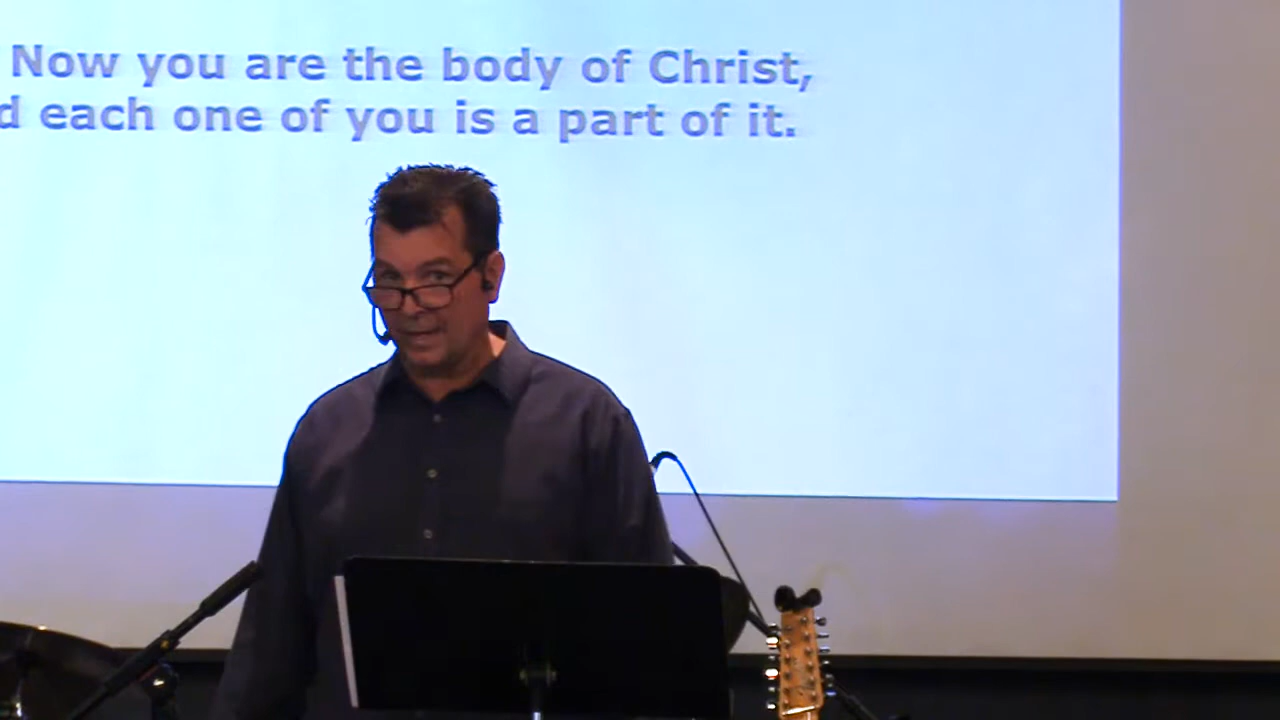 Now you are the body of Christ,
d each one of you is a part of it.